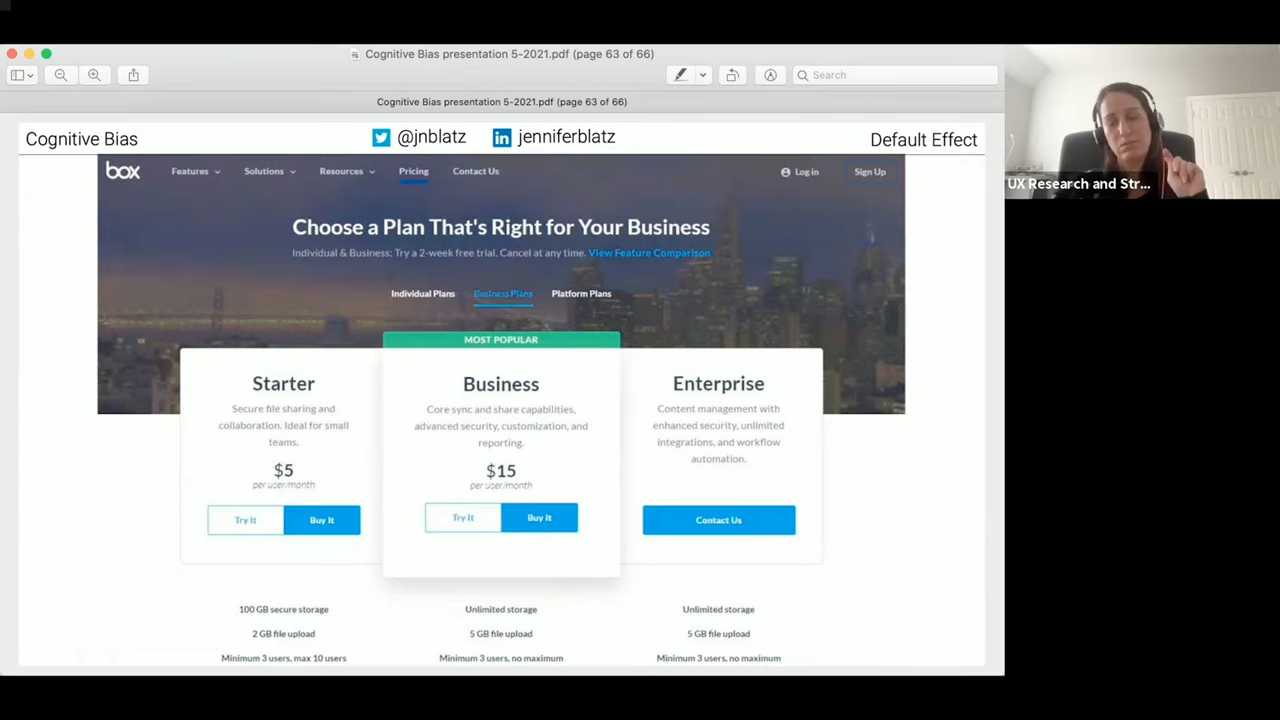 Cognitive Bias presentation 5-2021.pdf (page 63 of 66)
Search
Cognitive Bias presentation 5-2021.pdf (page 63 of 66)
Cognitive Bias @jnblatz in jenniferblatz Default Effect
box Features Solutions Resources Pricing Contact Us Log in Sign Up
UX Research and Str...
Choose a Plan That's Right for Your Business
Individual & Business: Try a 2-week free trial. Cancel at any time. View Feature Comparison
Individual Plans Business Plans Platform Plans
MOST POPULAR
Starter
Secure file sharing and
collaboration. Ideal for small
teams.
$5
per user/month
Try It Buy It
Business
Core sync and share capabilities,
advanced security, customization, and
reporting.
$15
per user/month
Try It Buy It
Enterprise
Content management with
enhanced security, unlimited
integrations, and workflow
automation.
Contact Us
100 GB secure storage
2 GB file upload
Minimum 3 users, max 10 users
Unlimited storage
5 GB file upload
Minimum 3 users, no maximum
Unlimited storage
5 GB file upload
Minimum 3 users, no maximum